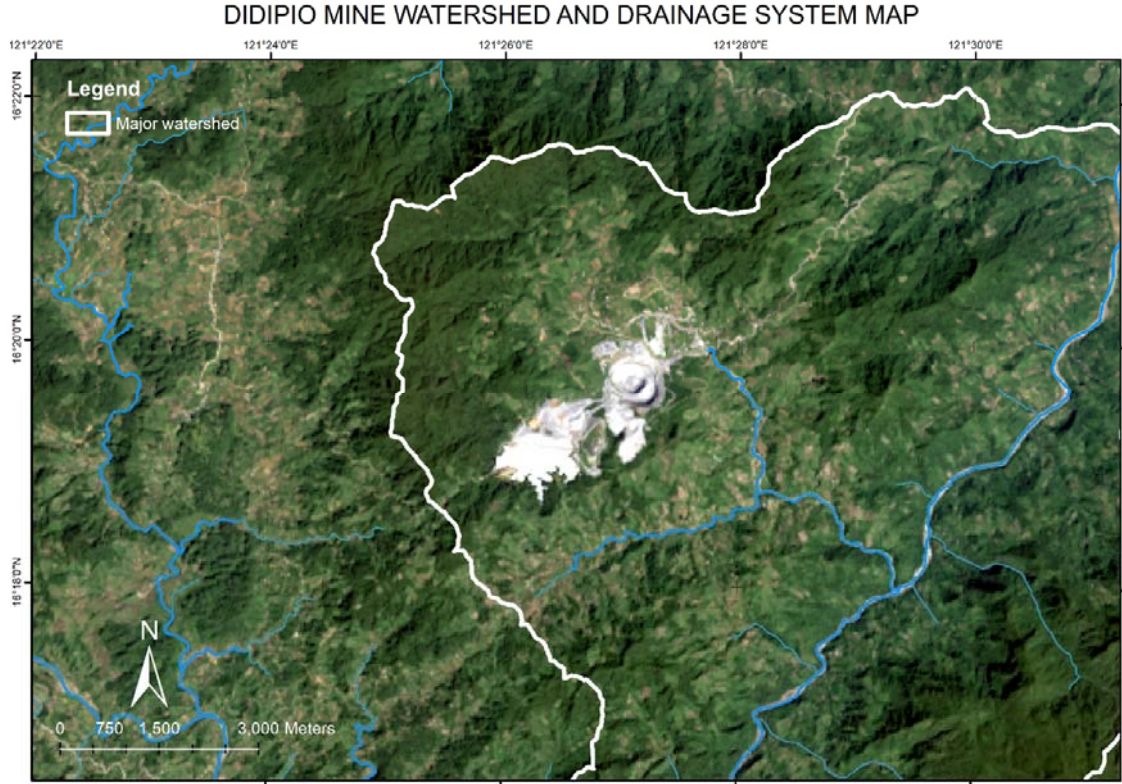 DIDIPIO MINE WATERSHED AND DRAINAGE SYSTEM MAP
121°22'0"E 121°24'0"E 121°26'0"E 121°28'0"E 121°30'0"E
16°22'0"N
Legend
Major watershed
16°20'0"N
16°18'0"N
N
0 750 1,500 3,000 Meters